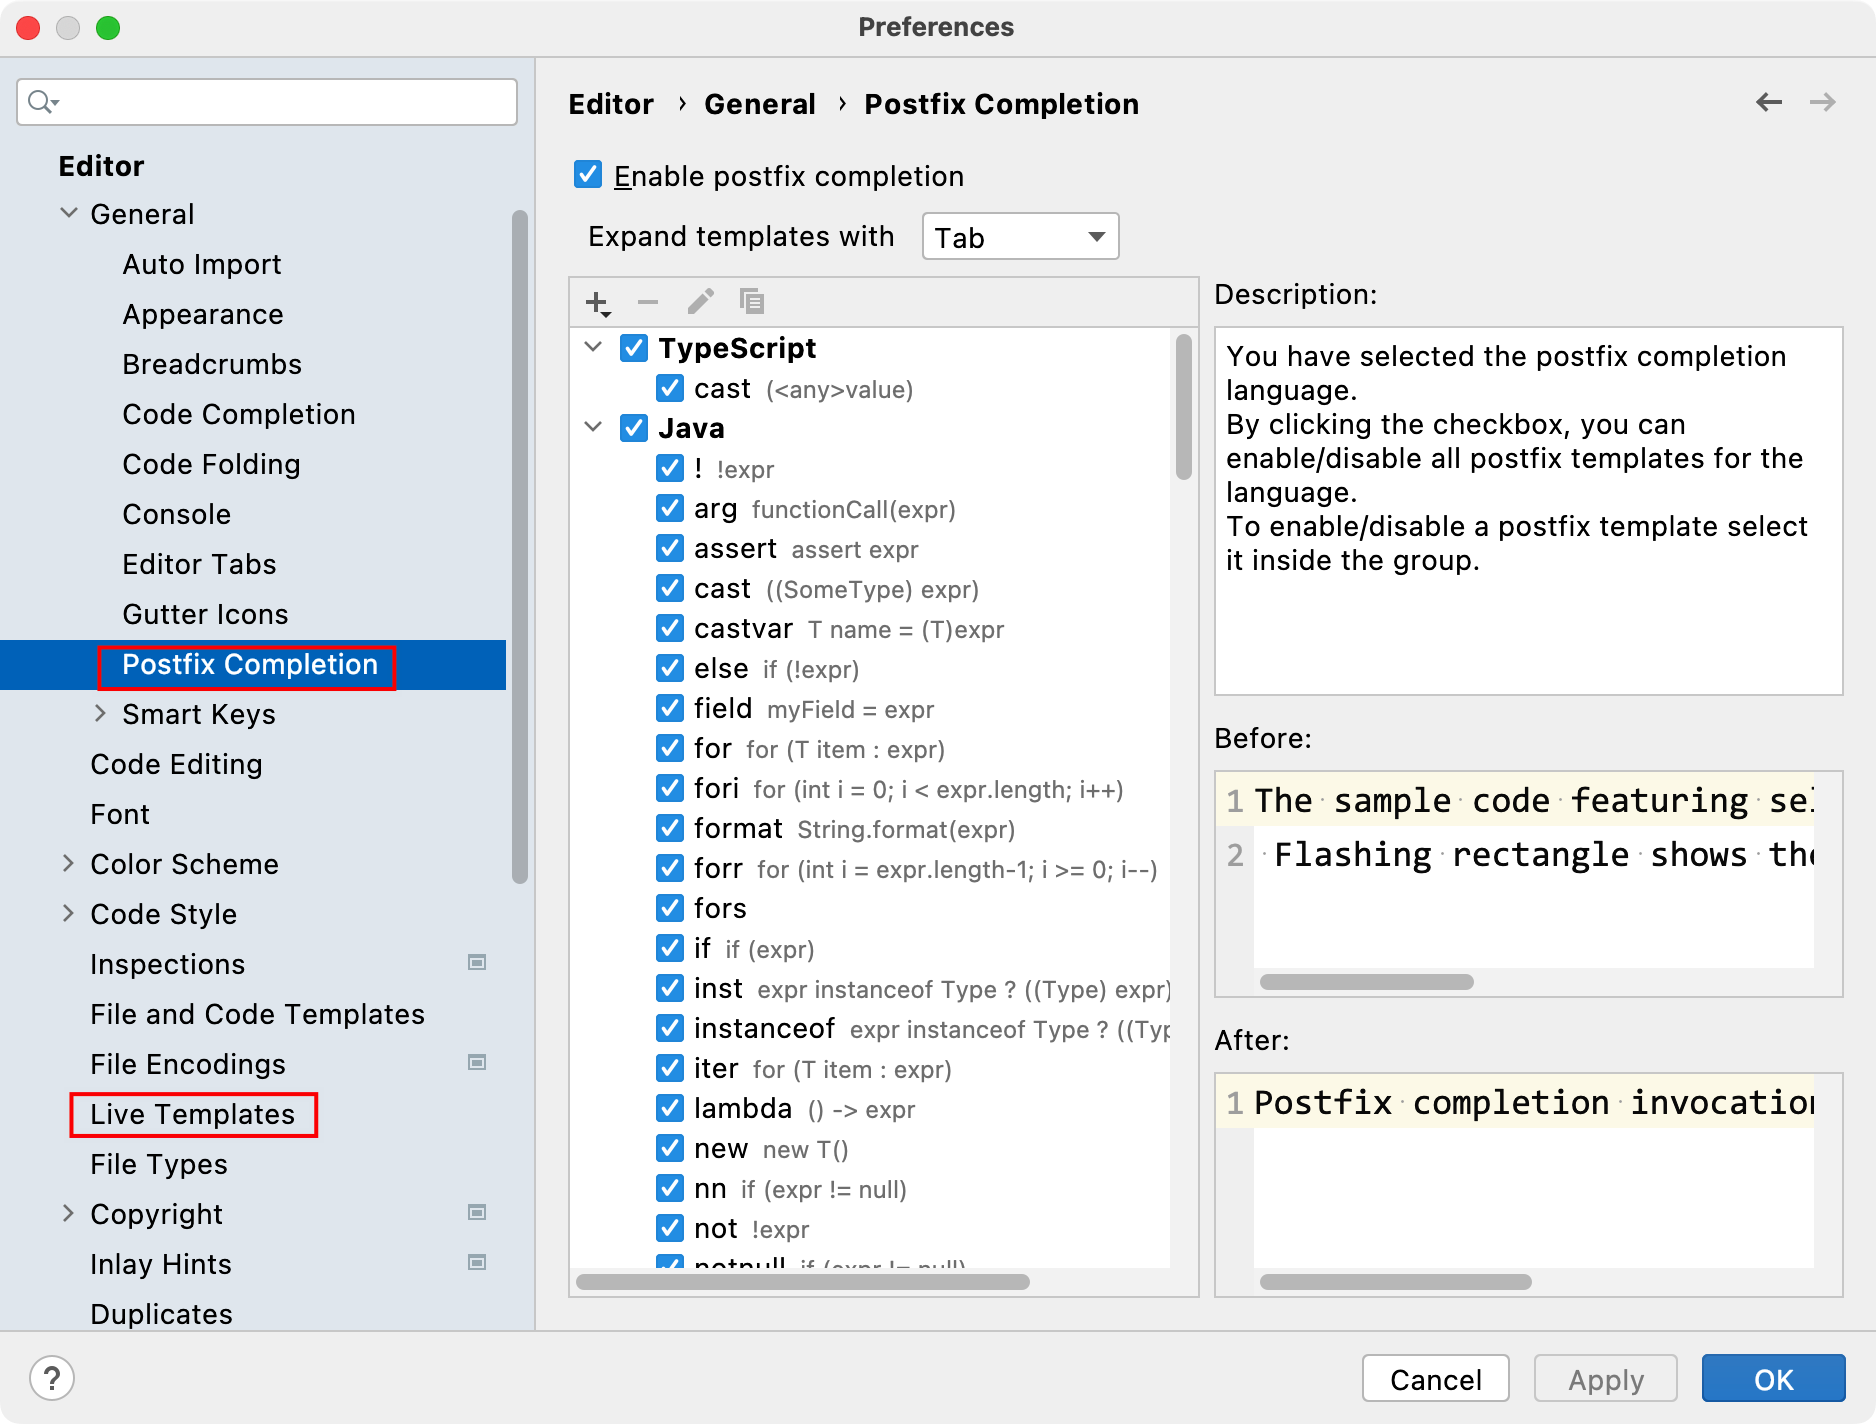 Preferences
Editor
General
Auto Import
Appearance
Breadcrumbs
Code Completion
Code Folding
Console
Editor Tabs
Gutter Icons
Postfix Completion
Smart Keys
Code Editing
Font
Color Scheme
Code Style
Inspections
File and Code Templates
File Encodings
Live Templates
File Types
Copyright
Inlay Hints
Duplicates
Editor › General › Postfix Completion
Enable postfix completion
Expand templates with Tab
TypeScript
cast (<any>value)
Java
! !expr
arg functionCall(expr)
assert assert expr
cast ((SomeType) expr)
castvar T name = (T)expr
else if (!expr)
field myField = expr
for for (T item : expr)
fori for (int i = 0; i < expr.length; i++)
format String.format(expr)
forr for (int i = expr.length-1; i >= 0; i--)
fors
if if (expr)
inst expr instanceof Type ? ((Type) expr)
instanceof expr instanceof Type ? ((Typ
iter for (T item : expr)
lambda () -> expr
new new T()
nn if (expr != null)
not !expr
notnull if (expr != null)
Description:
You have selected the postfix completion
language.
By clicking the checkbox, you can
enable/disable all postfix templates for the
language.
To enable/disable a postfix template select
it inside the group.
Before:
1 The sample code featuring sel
2 Flashing rectangle shows the
After:
1 Postfix completion invocation
?
Cancel
Apply
OK